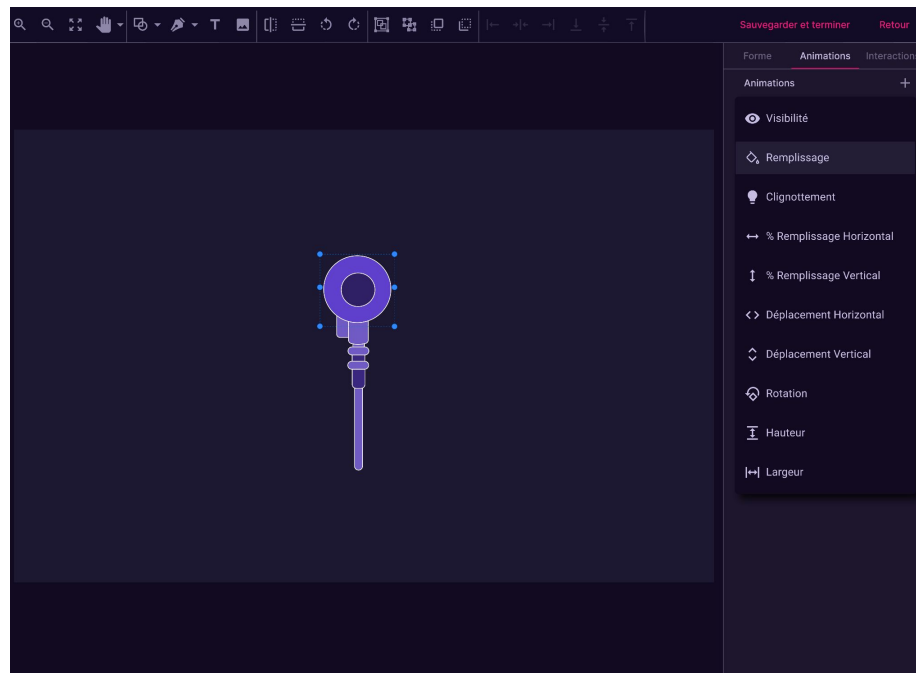 Sauvegarder et terminer
Retour
Forme
Animations
Interaction
Animations
Visibilité
Remplissage
Clignottement
% Remplissage Horizontal
% Remplissage Vertical
Déplacement Horizontal
Déplacement Vertical
Rotation
Hauteur
Largeur